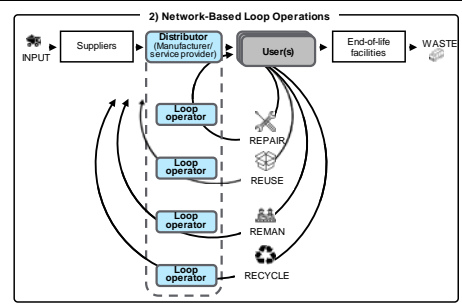 2) Network-Based Loop Operations
INPUT
Suppliers
Distributor
(Manufacturer/
service provider)
User(s)
End-of-life
facilities
WASTE
Loop
operator
REPAIR
Loop
operator
REUSE
Loop
operator
REMAN
Loop
operator
RECYCLE